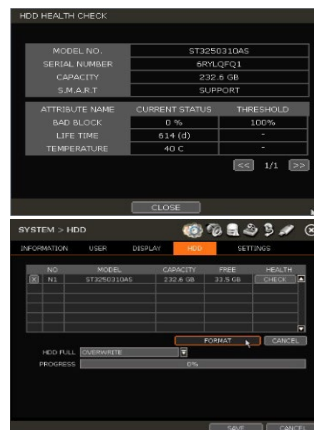 HDD HEALTH CHECK
MODEL NO. ST3250310AS
SERIAL NUMBER 6RYLQFQ1
CAPACITY 232.6 GB
S.M.A.R.T SUPPORT
ATTRIBUTE NAME CURRENT STATUS THRESHOLD
BAD BLOCK 0 % 100%
LIFE TIME 614 (d) -
TEMPERATURE 40 C -
<< 1/1 >>
CLOSE
SYSTEM > HDD
INFORMATION USER DISPLAY HDD SETTINGS
NO MODEL CAPACITY FREE HEALTH
X N1 ST3250310AS 232.6 GB 33.5 GB CHECK
FORMAT CANCEL
HDD FULL OVERWRITE
PROGRESS 0%
SAVE CANCEL